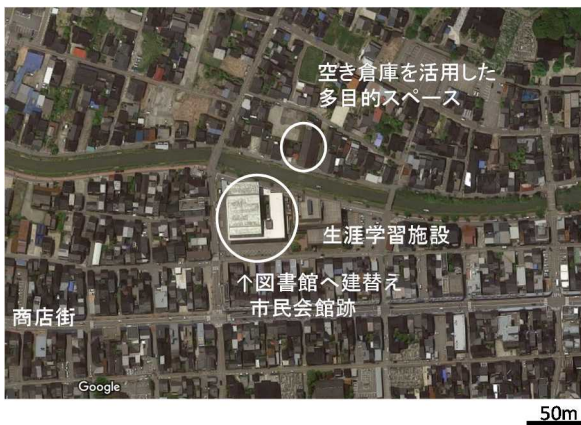 空き倉庫を活用した
多目的スペース
生涯学習施設
↑図書館へ建替え
市民会館跡
商店街
Google
50m